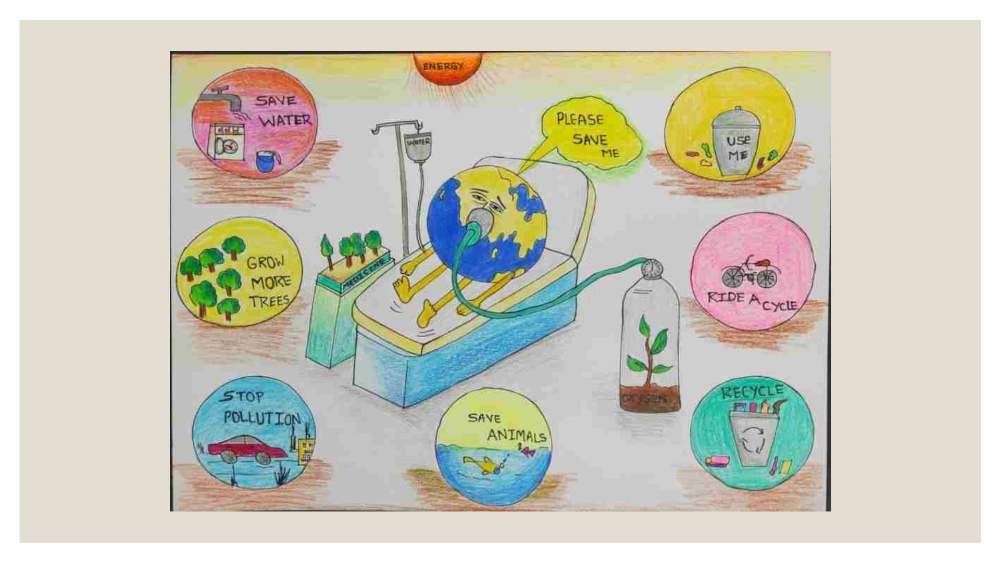 ENERGY
SAVE
WATER
WATER
PLEASE
SAVE
ME
USE
ME
GROW
MORE
TREES
MEDICINE
RIDE A CYCLE
STOP
POLLUTION
SAVE
ANIMALS
OXYGEN
RECYCLE